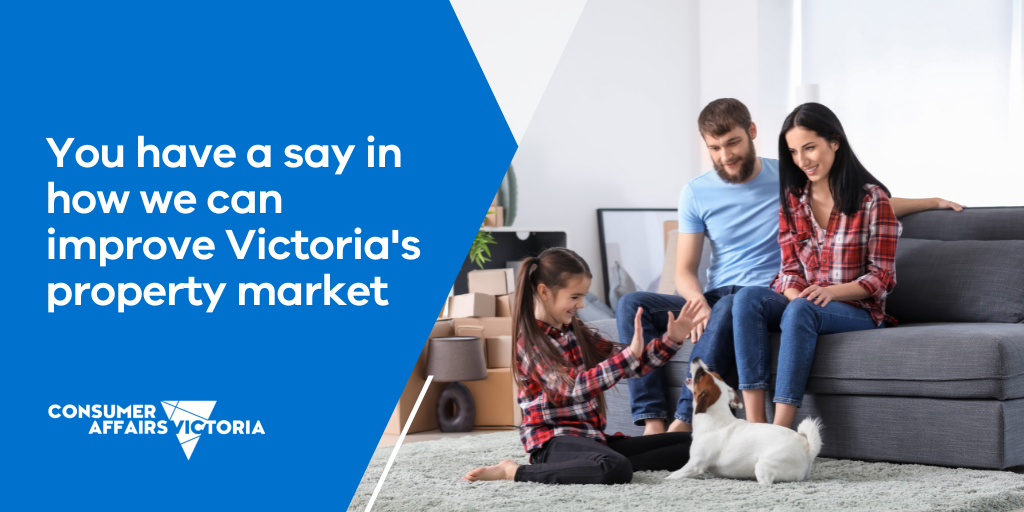 You have a say in
how we can
improve Victoria's
property market
CONSUMER
AFFAIRS VICTORIA